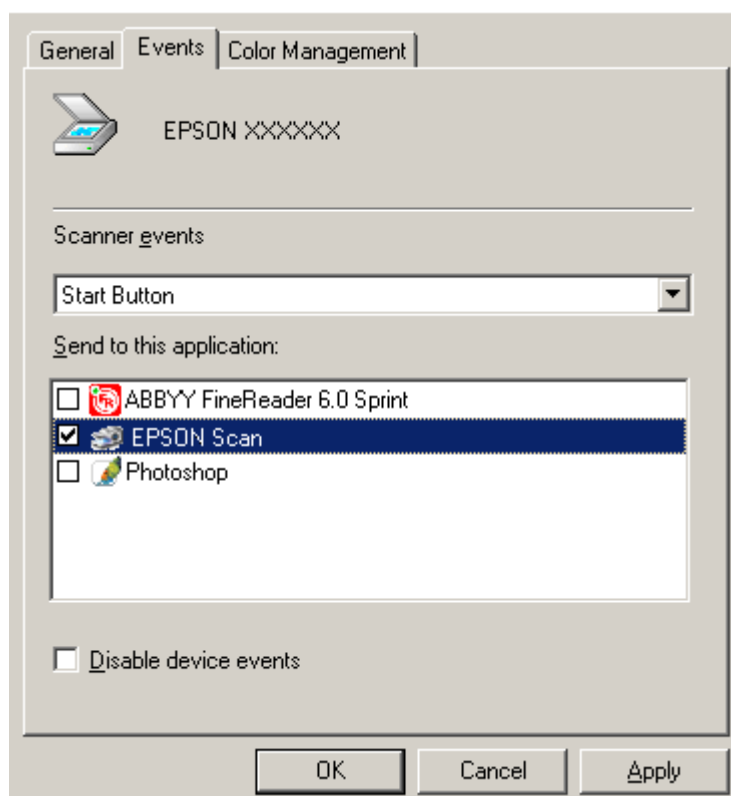 General Events Color Management
EPSON XXXXXX
Scanner events
Start Button
Send to this application:
ABBYY FineReader 6.0 Sprint
EPSON Scan
Photoshop
Disable device events
OK Cancel Apply